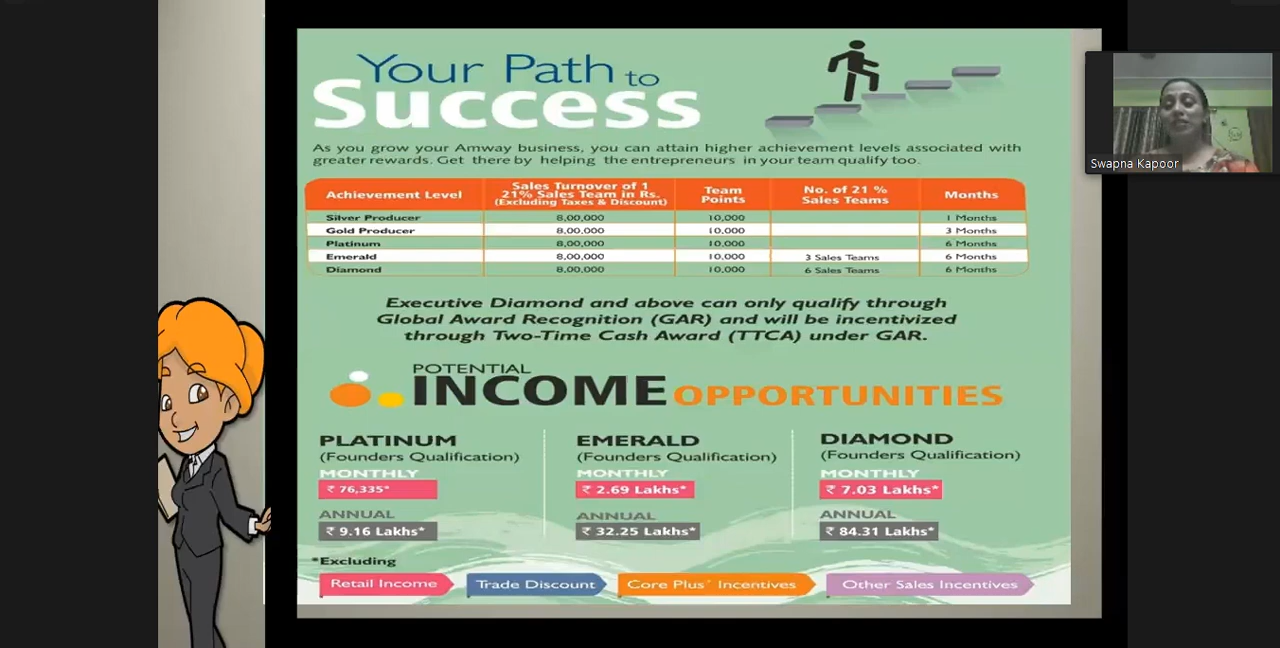 Your Path to
Success
As you grow your Amway business, you can attain higher achievement levels associated with
greater rewards. Get there by helping the entrepreneurs in your team qualify too.
Achievement Level Sales Turnover of 1 21% Sales Team in Rs. (Excluding Taxes & Discount) Team Points No. of 21 % Sales Teams Months
Silver Producer 8,00,000 10,000 1 Months
Gold Producer 8,00,000 10,000 3 Months
Platinum 8,00,000 10,000 6 Months
Emerald 8,00,000 10,000 3 Sales Teams 6 Months
Diamond 8,00,000 10,000 6 Sales Teams 6 Months
Executive Diamond and above can only qualify through
Global Award Recognition (GAR) and will be incentivized
through Two-Time Cash Award (TTCA) under GAR.
POTENTIAL
INCOME OPPORTUNITIES
PLATINUM
(Founders Qualification)
MONTHLY
₹ 76,335*
ANNUAL
₹ 9.16 Lakhs*
EMERALD
(Founders Qualification)
MONTHLY
₹ 2.69 Lakhs*
ANNUAL
₹ 32.25 Lakhs*
DIAMOND
(Founders Qualification)
MONTHLY
₹ 7.03 Lakhs*
ANNUAL
₹ 84.31 Lakhs*
*Excluding
Retail Income Trade Discount Core Plus+ Incentives Other Sales Incentives
Swapna Kapoor